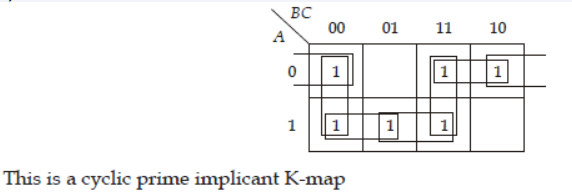 BC
A
00 01 11 10
0 1 1 1
1 1 1 1
This is a cyclic prime implicant K-map